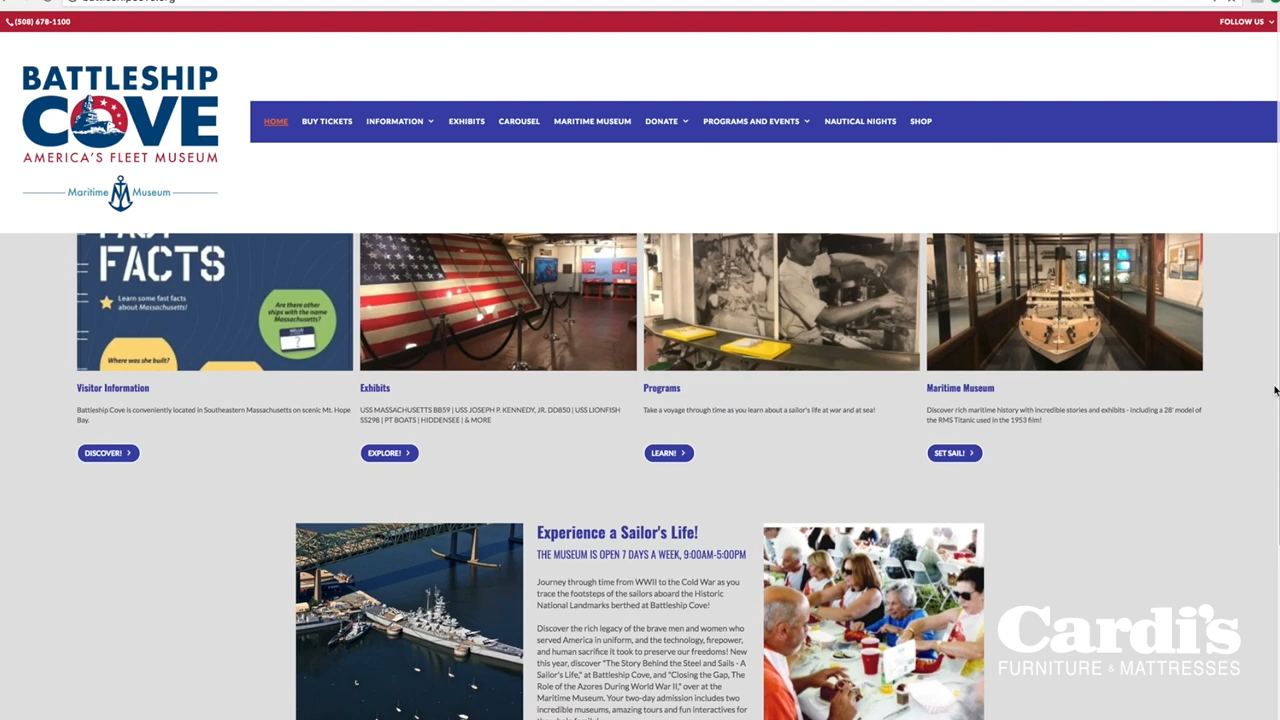 (508) 678-1100
FOLLOW US
BATTLESHIP
COVE
AMERICA'S FLEET MUSEUM
Maritime M Museum
HOME BUY TICKETS INFORMATION EXHIBITS CAROUSEL MARITIME MUSEUM DONATE PROGRAMS AND EVENTS NAUTICAL NIGHTS SHOP
FACTS
Learn some fast facts
about Massachusetts!
Are there other
ships with the name
Massachusetts?
Where was she built?
Visitor Information
Battleship Cove is conveniently located in Southeastern Massachusetts on scenic Mt. Hope
Bay.
DISCOVER!
Exhibits
USS MASSACHUSETTS BB59 | USS JOSEPH P. KENNEDY, JR. DD850 | USS LIONFISH
SS298 | PT BOATS | HIDDENSEE | & MORE
EXPLORE!
Programs
Take a voyage through time as you learn about a sailor's life at war and at sea!
LEARN!
Maritime Museum
Discover rich maritime history with incredible stories and exhibits - including a 28' model of
the RMS Titanic used in the 1953 film!
SET SAIL!
Experience a Sailor's Life!
THE MUSEUM IS OPEN 7 DAYS A WEEK, 9:00AM-5:00PM
Journey through time from WWII to the Cold War as you
trace the footsteps of the sailors aboard the Historic
National Landmarks berthed at Battleship Cove!
Discover the rich legacy of the brave men and women who
served America in uniform, and the technology, firepower,
and human sacrifice it took to preserve our freedoms! New
this year, discover "The Story Behind the Steel and Sails - A
Sailor's Life," at Battleship Cove, and "Closing the Gap, The
Role of the Azores During World War II," over at the
Maritime Museum. Your two-day admission includes two
incredible museums, amazing tours and fun interactives for
Cardi's
FURNITURE & MATTRESSES